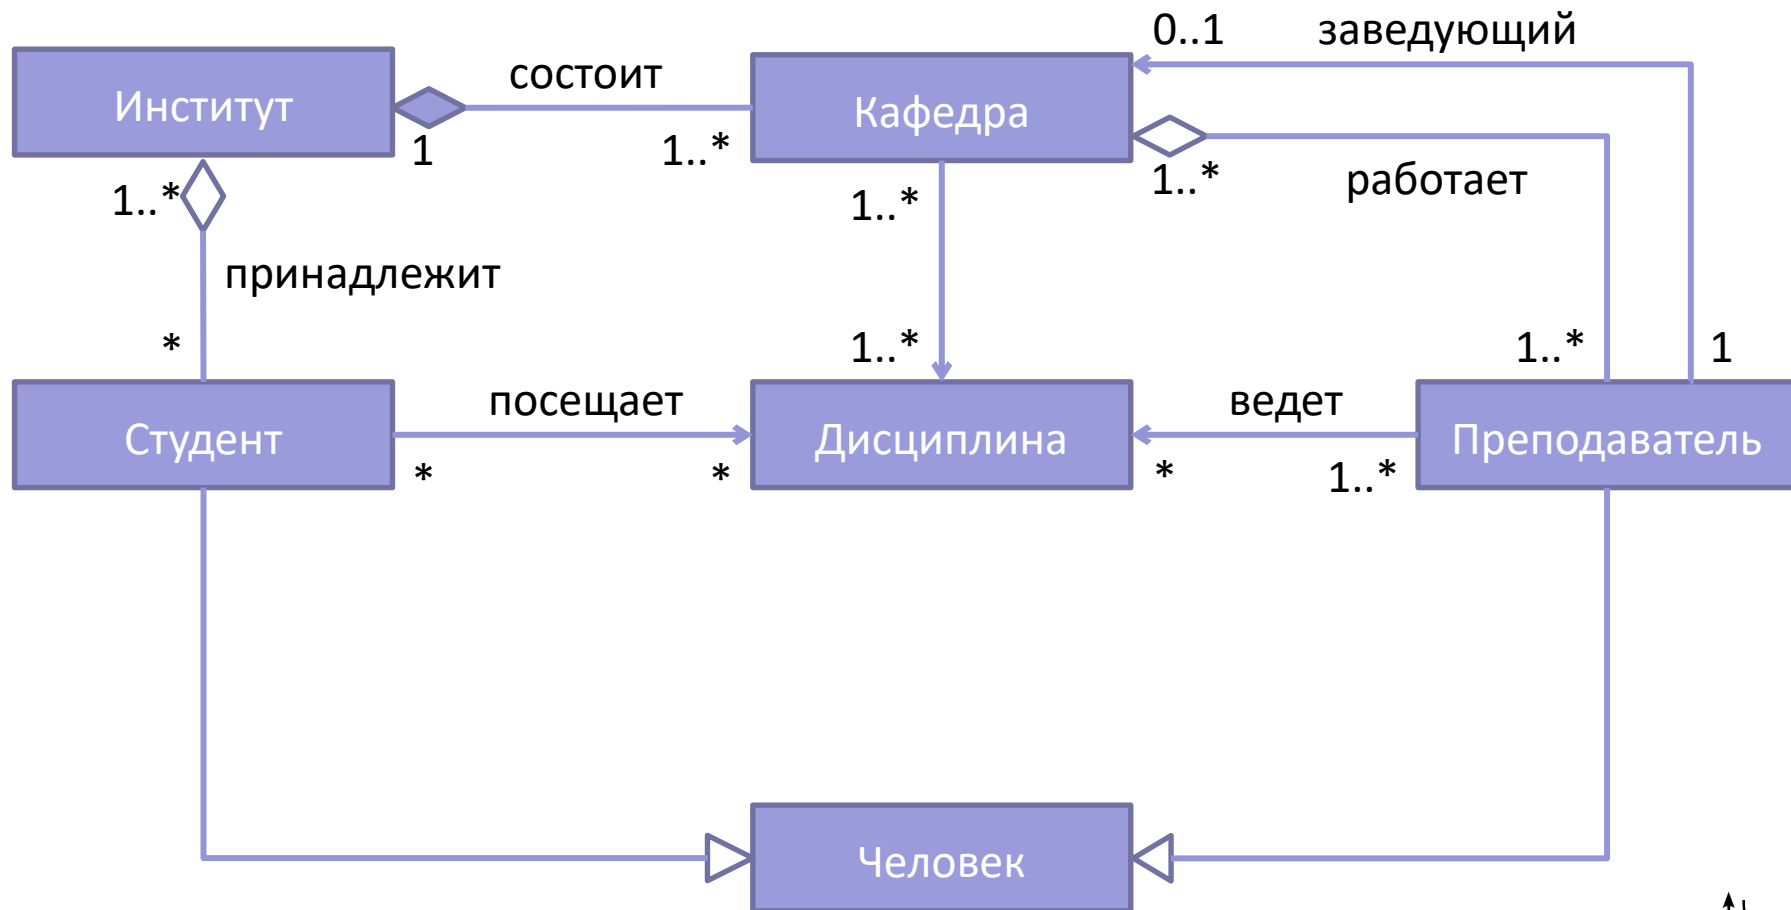 0..1 заведующий
состоит
Институт
Кафедра
1
1..*
1..*
работает
1..*
1..*
принадлежит
*
1..*
1..*
1
посещает
ведет
Студент
Дисциплина
Преподаватель
*
*
*
1..*
Человек